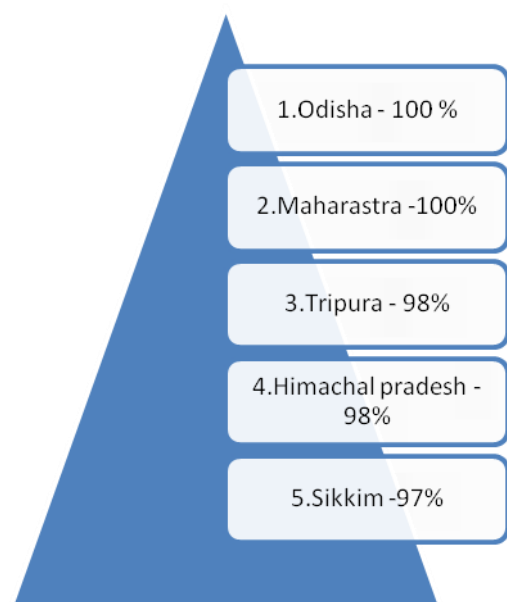 1.Odisha - 100 %
2.Maharastra -100%
3.Tripura - 98%
4.Himachal pradesh -
98%
5.Sikkim -97%